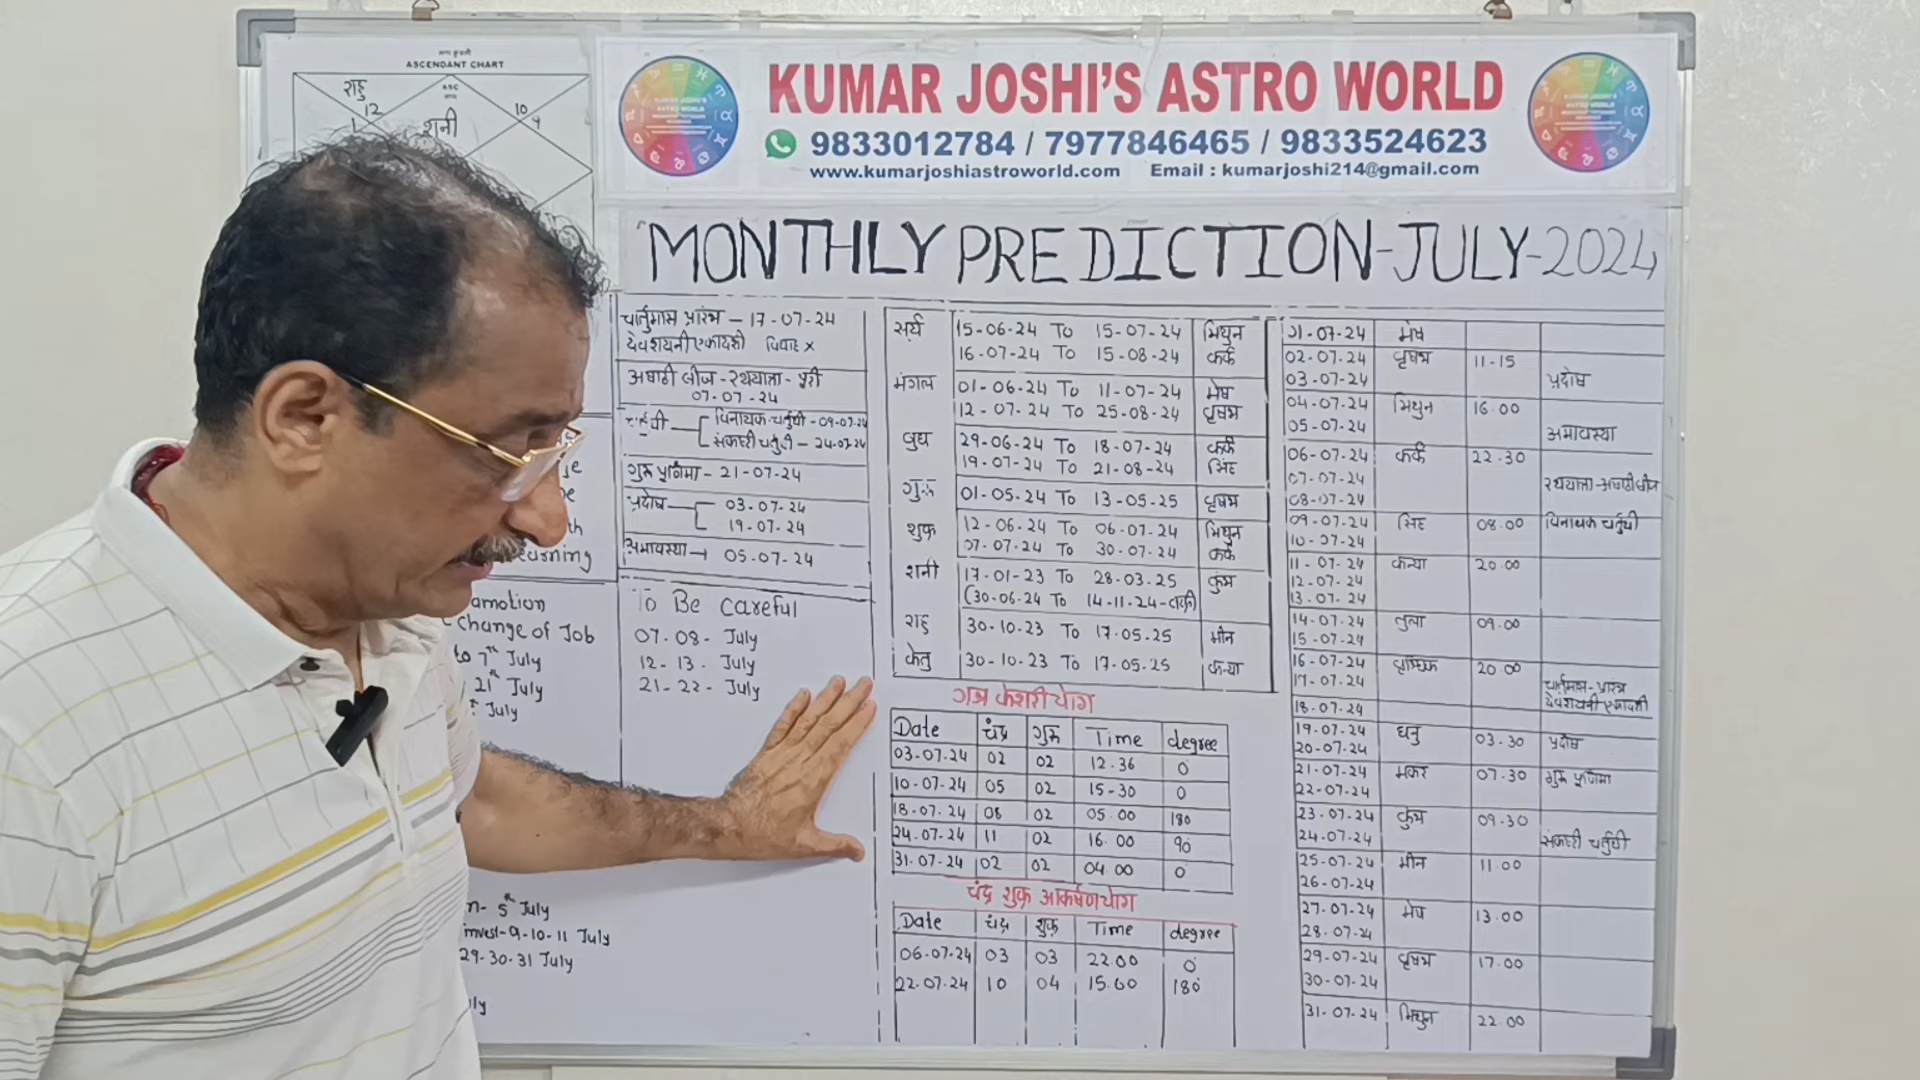 लग्न कुंडली
ASCENDANT CHART
राहु
ASC
लग्न
12
10
1
शनी
KUMAR JOSHI'S ASTRO WORLD
9833012784 / 7977846465 / 9833524623
www.kumarjoshiastroworld.com Email : kumarjoshi214@gmail.com
MONTHLY PREDICTION-JULY-2024
चार्तुमास प्रारंभ - 17-07-24
देवशयनी एकादशी विवाह x
अषाढी बीज - रथयात्रा - पुरी
07-07-24
विनायक चर्तुथी - 09-07-24
संकष्टी चर्तुथी - 24-07-24
गुरू पूर्णिमा - 21-07-24
प्रदोष 03-07-24
19-07-24
अमावस्या → 05-07-24
To Be Careful
07-08- July
12-13- July
21-22- July
earning
amotion
Change of Job
to 7th July
21st July
July
n- 5th July
invest-9-10-11 July
29-30-31 July
ly
सूर्य 15-06-24 To 15-07-24 मिथुन
16-07-24 To 15-08-24 कर्क
मंगल 01-06-24 To 11-07-24 मेष
12-07-24 To 25-08-24 वृषभ
बुध 29-06-24 To 18-07-24 कर्क
19-07-24 To 21-08-24 सिंह
गुरू 01-05-24 To 13-05-25 वृषभ
शुक्र 12-06-24 To 06-07-24 मिथुन
07-07-24 To 30-07-24 कर्क
शनी 17-01-23 To 28-03-25 कुंभ
(30-06-24 To 14-11-24-वक्री)
राहु 30-10-23 To 17-05-25 मीन
केतु 30-10-23 To 17-05-25 कन्या
गज केशरी योग
Date चंद्र गुरू Time degree
03-07-24 02 02 12.36 0°
10-07-24 05 02 15-30 0
18-07-24 08 02 05.00 180
24-07-24 11 02 16.00 90
31-07-24 02 02 04.00 0
चंद्र शुक्र आकर्षण योग
Date चंद्र शुक्र Time degree
06-07-24 03 03 22.00 0°
22-07-24 10 04 15.00 180°
01-07-24 मेष
02-07-24 वृषभ 11-15
03-07-24 प्रदोष
04-07-24 मिथुन 16.00
05-07-24 अमावस्या
06-07-24 कर्क 22.30
07-07-24 रथयात्रा-अषाढीबीज
08-07-24
09-07-24 सिंह 08.00 विनायक चर्तुथी
10-07-24
11-07-24 कन्या 20.00
12-07-24
13-07-24
14-07-24 तुला 09.00
15-07-24
16-07-24 वृश्चिक 20.00
17-07-24 चार्तुमास-प्रारंभ
देवशयनी एकादशी
18-07-24
19-07-24 धनु 03.30 प्रदोष
20-07-24
21-07-24 मकर 07.30 गुरू पूर्णिमा
22-07-24
23-07-24 कुंभ 09.30
24-07-24 संकष्टी चर्तुथी
25-07-24 मीन 11.00
26-07-24
27-07-24 मेष 13.00
28-07-24
29-07-24 वृषभ 17.00
30-07-24
31-07-24 मिथुन 22.00